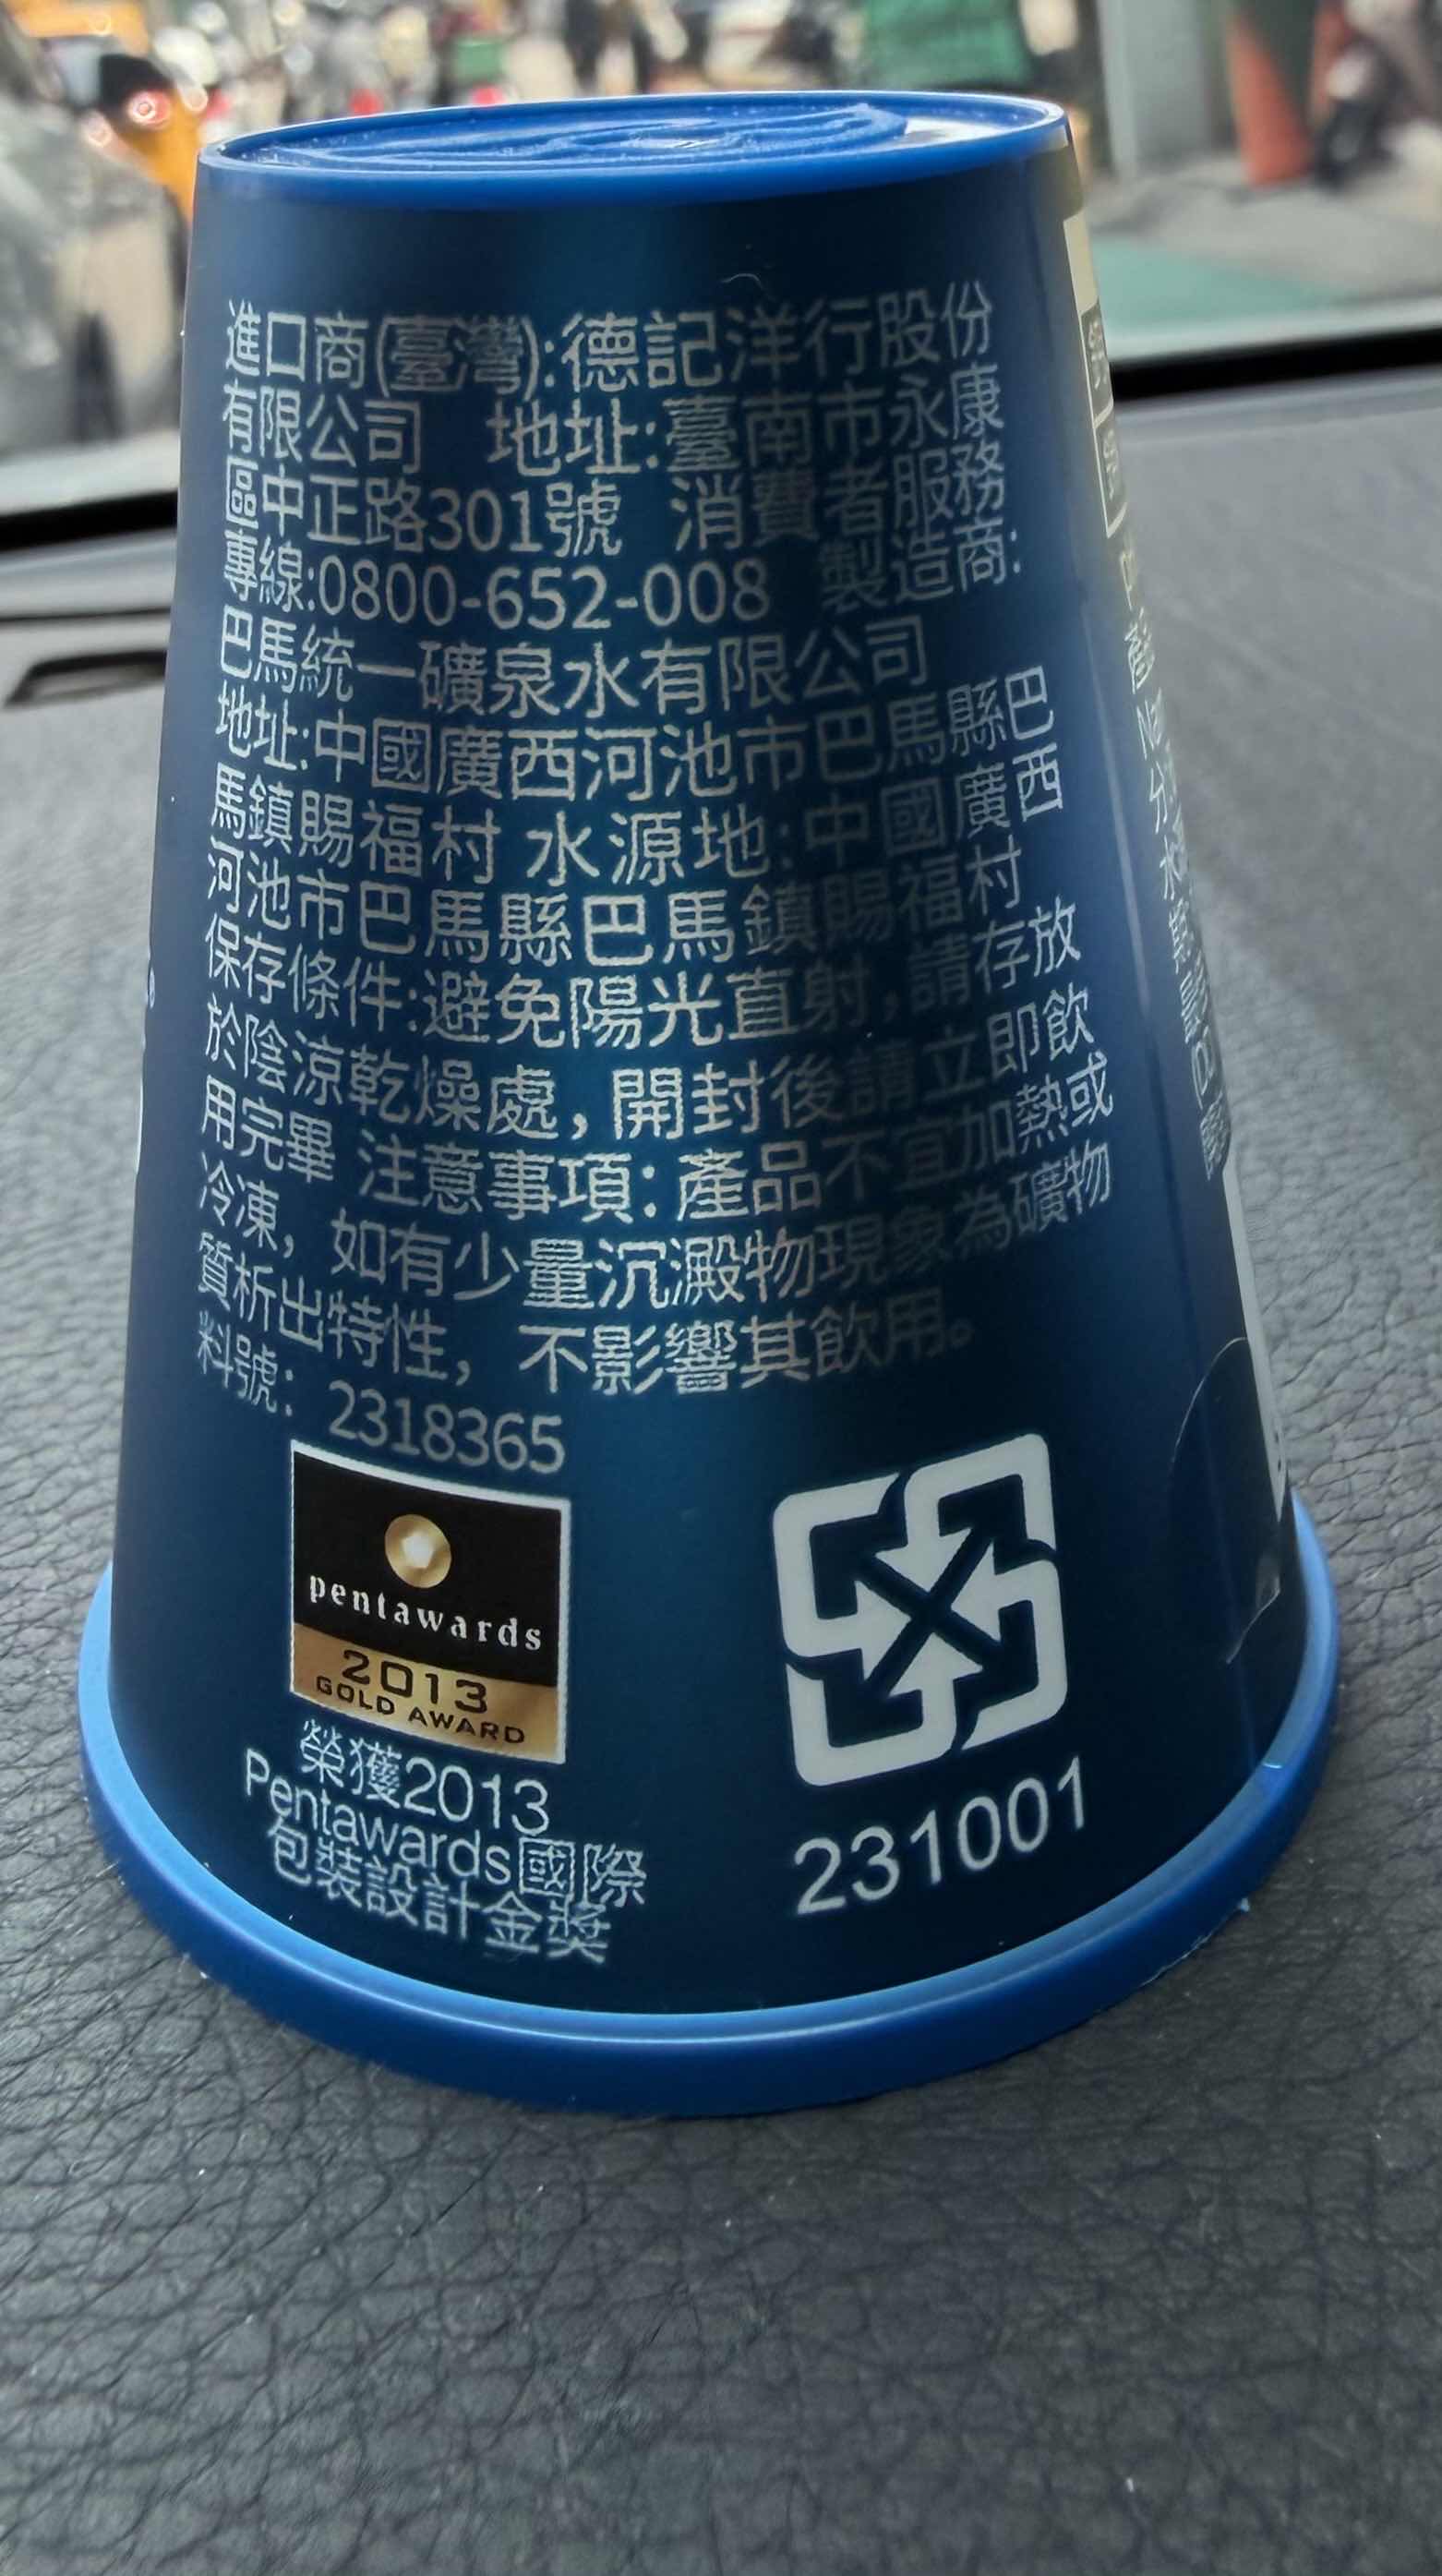 進口商(臺灣):德記洋行股份
有限公司 地址:臺南市永康
區中正路301號 消費者服務
專線:0800-652-008 製造商:
巴馬統一礦泉水有限公司
地址:中國廣西河池市巴馬縣巴
馬鎮賜福村 水源地:中國廣西
河池市巴馬縣巴馬鎮賜福村
保存條件:避免陽光直射,請存放
於陰涼乾燥處,開封後請立即飲
用完畢 注意事項:產品不宜加熱或
冷凍,如有少量沉澱物現象為礦物
質析出特性,不影響其飲用。
料號:2318365
pentawards
2013
GOLD AWARD
榮獲2013
Pentawards國際
包裝設計金獎
231001